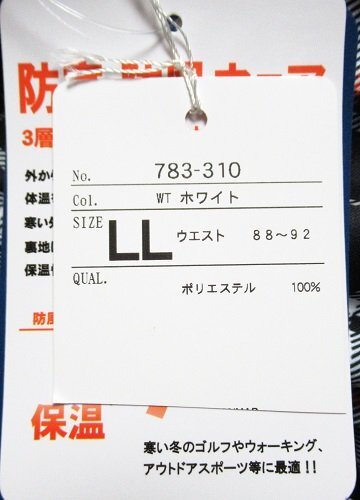 3層
外か
体温
寒い
裏地
保温
防風
No. 783-310
Col. WT ホワイト
SIZE LL ウエスト 88～92
QUAL.
ポリエステル 100%
保温
寒い冬のゴルフやウォーキング、
アウトドアスポーツ等に最適!!